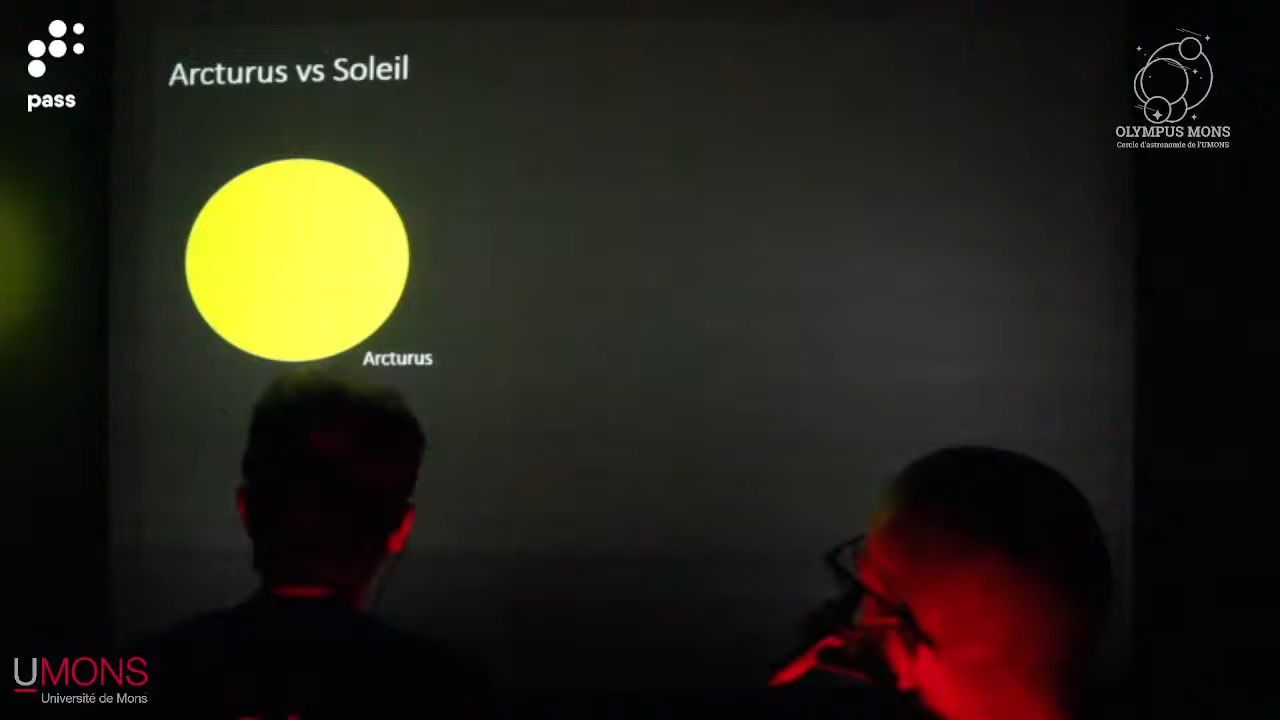 pass
Arcturus vs Soleil
OLYMPUS MONS
Cercle d'astronomie de l'UMONS
Arcturus
UMONS
Université de Mons